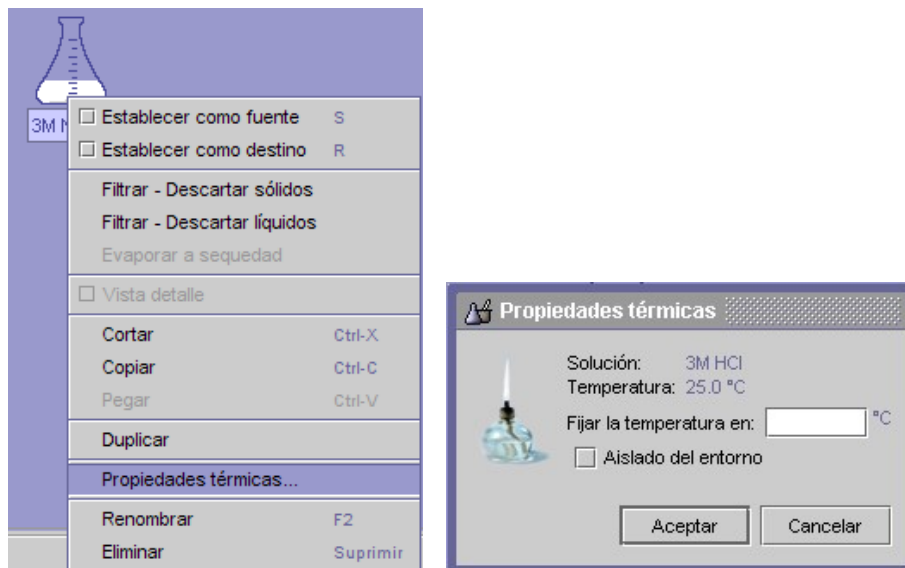 3M
Establecer como fuente S
Establecer como destino R
Filtrar - Descartar sólidos
Filtrar - Descartar líquidos
Evaporar a sequedad
Vista detalle
Cortar Ctrl-X
Copiar Ctrl-C
Pegar Ctrl-V
Duplicar
Propiedades térmicas...
Renombrar F2
Eliminar Suprimir
Propiedades térmicas
Solución: 3M HCl
Temperatura: 25.0 °C
Fijar la temperatura en: °C
Aislado del entorno
Aceptar Cancelar